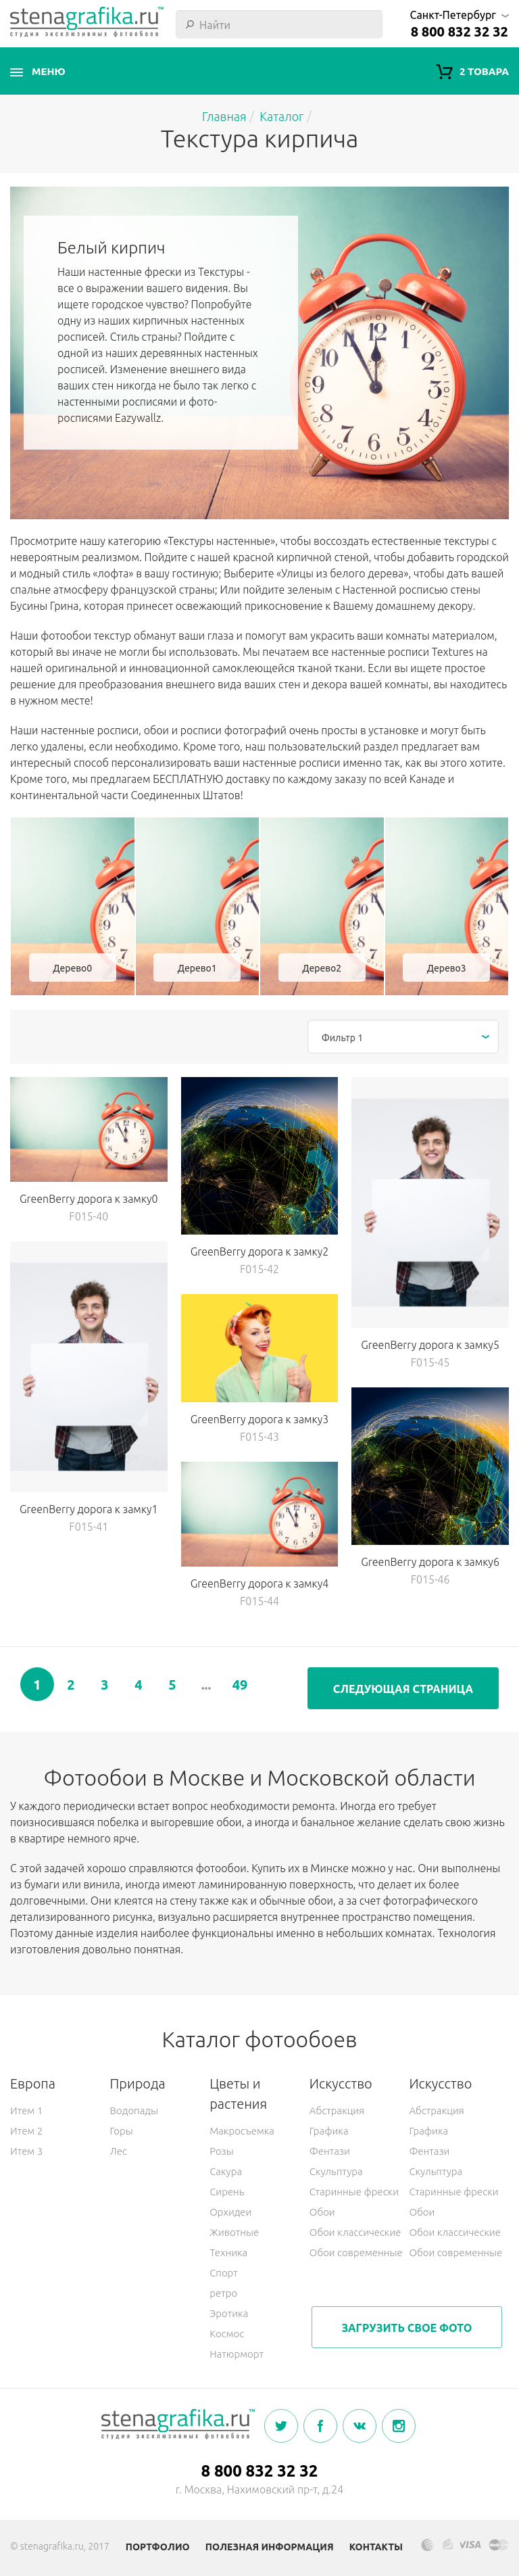 stenagrafika.ru™
студия эксклюзивных фотообоев
Найти
Санкт-Петербург
8 800 832 32 32
МЕНЮ
2 ТОВАРА
Главная / Каталог /
Текстура кирпича
Белый кирпич
Наши настенные фрески из Текстуры -
все о выражении вашего видения. Вы
ищете городское чувство? Попробуйте
одну из наших кирпичных настенных
росписей. Стиль страны? Пойдите с
одной из наших деревянных настенных
росписей. Изменение внешнего вида
ваших стен никогда не было так легко с
настенными росписями и фото-
росписями Eazywallz.
Просмотрите нашу категорию «Текстуры настенные», чтобы воссоздать естественные текстуры с
невероятным реализмом. Пойдите с нашей красной кирпичной стеной, чтобы добавить городской
и модный стиль «лофта» в вашу гостиную; Выберите «Улицы из белого дерева», чтобы дать вашей
спальне атмосферу французской страны; Или пойдите зеленым с Настенной росписью стены
Бусины Грина, которая принесет освежающий прикосновение к Вашему домашнему декору.
Наши фотообои текстур обманут ваши глаза и помогут вам украсить ваши комнаты материалом,
который вы иначе не могли бы использовать. Мы печатаем все настенные росписи Textures на
нашей оригинальной и инновационной самоклеющейся тканой ткани. Если вы ищете простое
решение для преобразования внешнего вида ваших стен и декора вашей комнаты, вы находитесь
в нужном месте!
Наши настенные росписи, обои и росписи фотографий очень просты в установке и могут быть
легко удалены, если необходимо. Кроме того, наш пользовательский раздел предлагает вам
интересный способ персонализировать ваши настенные росписи именно так, как вы этого хотите.
Кроме того, мы предлагаем БЕСПЛАТНУЮ доставку по каждому заказу по всей Канаде и
континентальной части Соединенных Штатов!
Дерево0
Дерево1
Дерево2
Дерево3
Фильтр 1
GreenBerry дорога к замку0
F015-40
GreenBerry дорога к замку1
F015-41
GreenBerry дорога к замку2
F015-42
GreenBerry дорога к замку3
F015-43
GreenBerry дорога к замку4
F015-44
GreenBerry дорога к замку5
F015-45
GreenBerry дорога к замку6
F015-46
1 2 3 4 5 ... 49
СЛЕДУЮЩАЯ СТРАНИЦА
Фотообои в Москве и Московской области
У каждого периодически встает вопрос необходимости ремонта. Иногда его требует
поизносившаяся побелка и выгоревшие обои, а иногда и банальное желание сделать свою жизнь
в квартире немного ярче.
С этой задачей хорошо справляются фотообои. Купить их в Минске можно у нас. Они выполнены
из бумаги или винила, иногда имеют ламинированную поверхность, что делает их более
долговечными. Они клеятся на стену также как и обычные обои, а за счет фотографического
детализированного рисунка, визуально расширяется внутреннее пространство помещения.
Поэтому данные изделия наиболее функциональны именно в небольших комнатах. Технология
изготовления довольно понятная.
Каталог фотообоев
Европа
Итем 1
Итем 2
Итем 3
Природа
Водопады
Горы
Лес
Цветы и
растения
Макросъемка
Розы
Сакура
Сирень
Орхидеи
Животные
Техника
Спорт
ретро
Эротика
Космос
Натюрморт
Искусство
Абстракция
Графика
Фентази
Скульптура
Старинные фрески
Обои
Обои классические
Обои современные
Искусство
Абстракция
Графика
Фентази
Скульптура
Старинные фрески
Обои
Обои классические
Обои современные
ЗАГРУЗИТЬ СВОЕ ФОТО
stenagrafika.ru™
студия эксклюзивных фотообоев
8 800 832 32 32
г. Москва, Нахимовский пр-т, д.24
© stenagrafika.ru, 2017
ПОРТФОЛИО
ПОЛЕЗНАЯ ИНФОРМАЦИЯ
КОНТАКТЫ
VISA